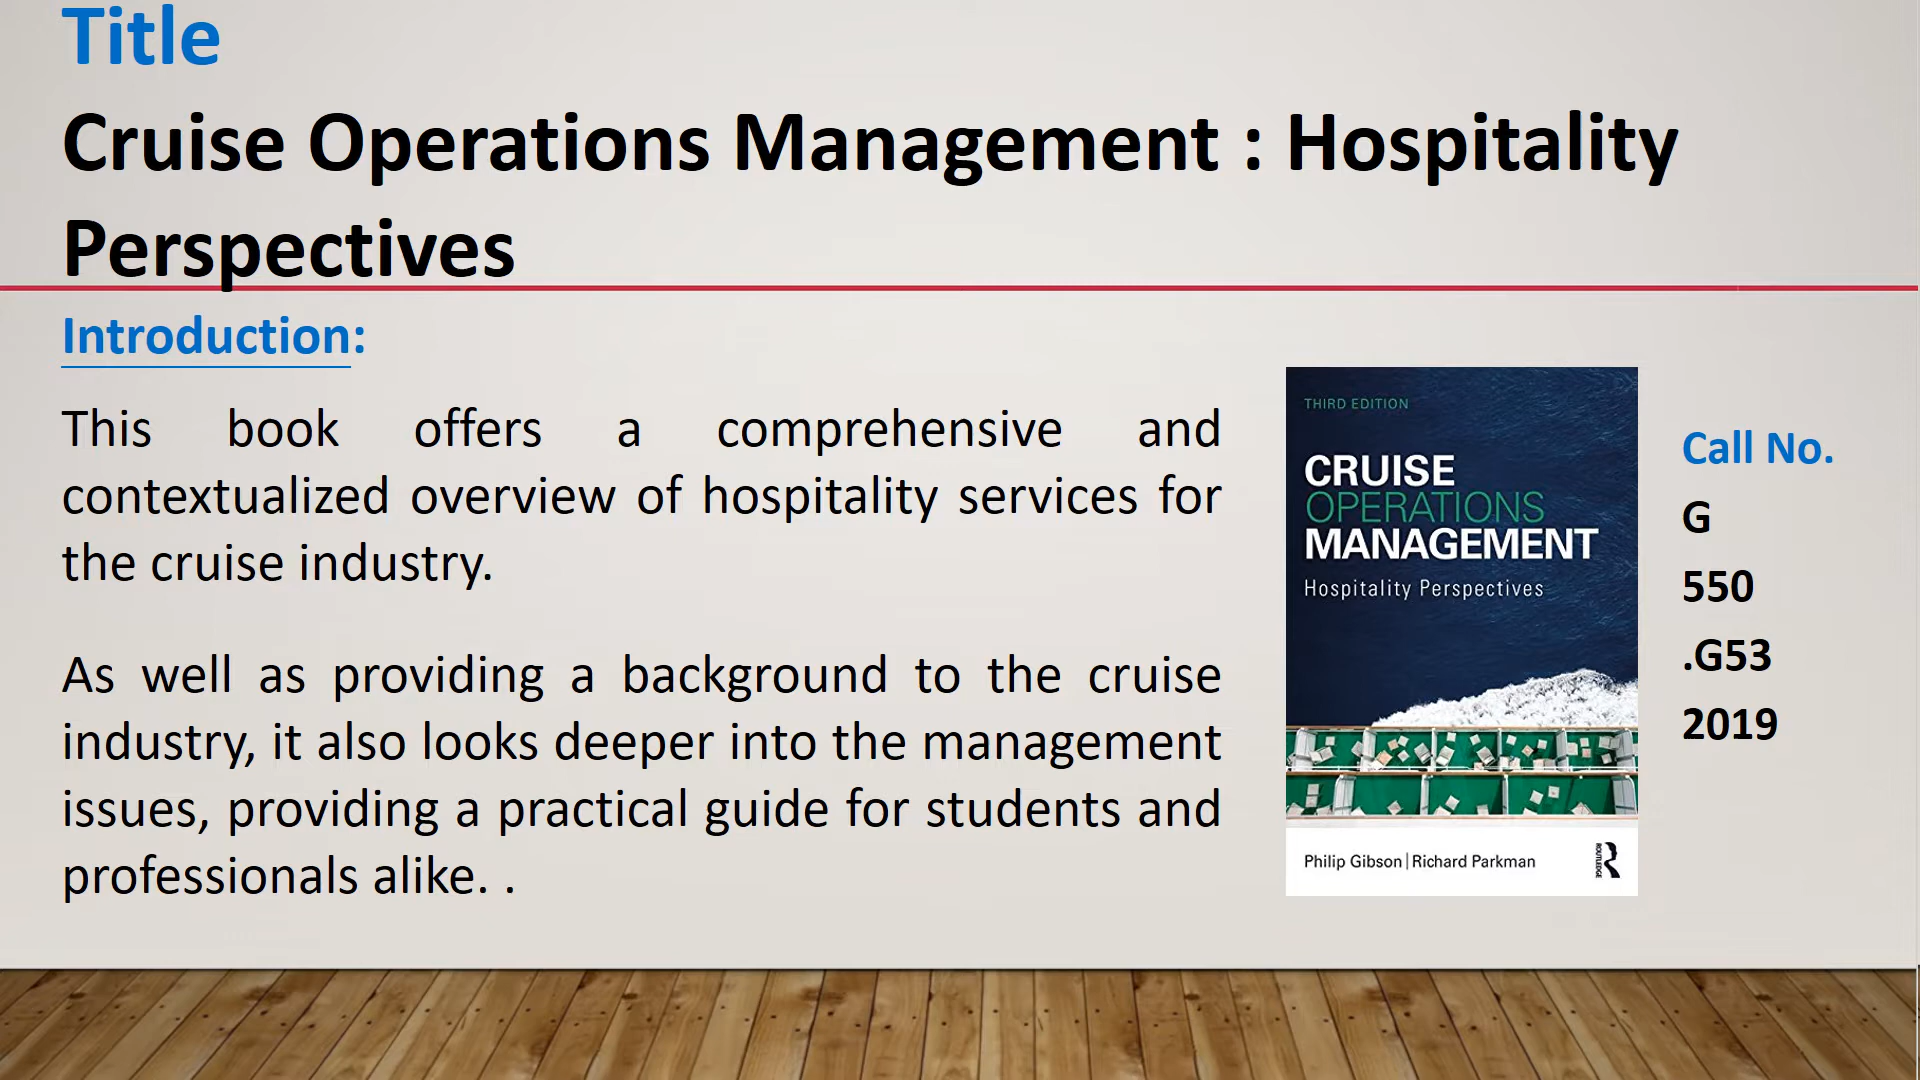 Title
Cruise Operations Management : Hospitality
Perspectives
Introduction:
This book offers a comprehensive and
contextualized overview of hospitality services for
the cruise industry.
As well as providing a background to the cruise
industry, it also looks deeper into the management
issues, providing a practical guide for students and
professionals alike. .
THIRD EDITION
CRUISE
OPERATIONS
MANAGEMENT
Hospitality Perspectives
Philip Gibson | Richard Parkman
ROUTLEDGE
Call No.
G
550
.G53
2019